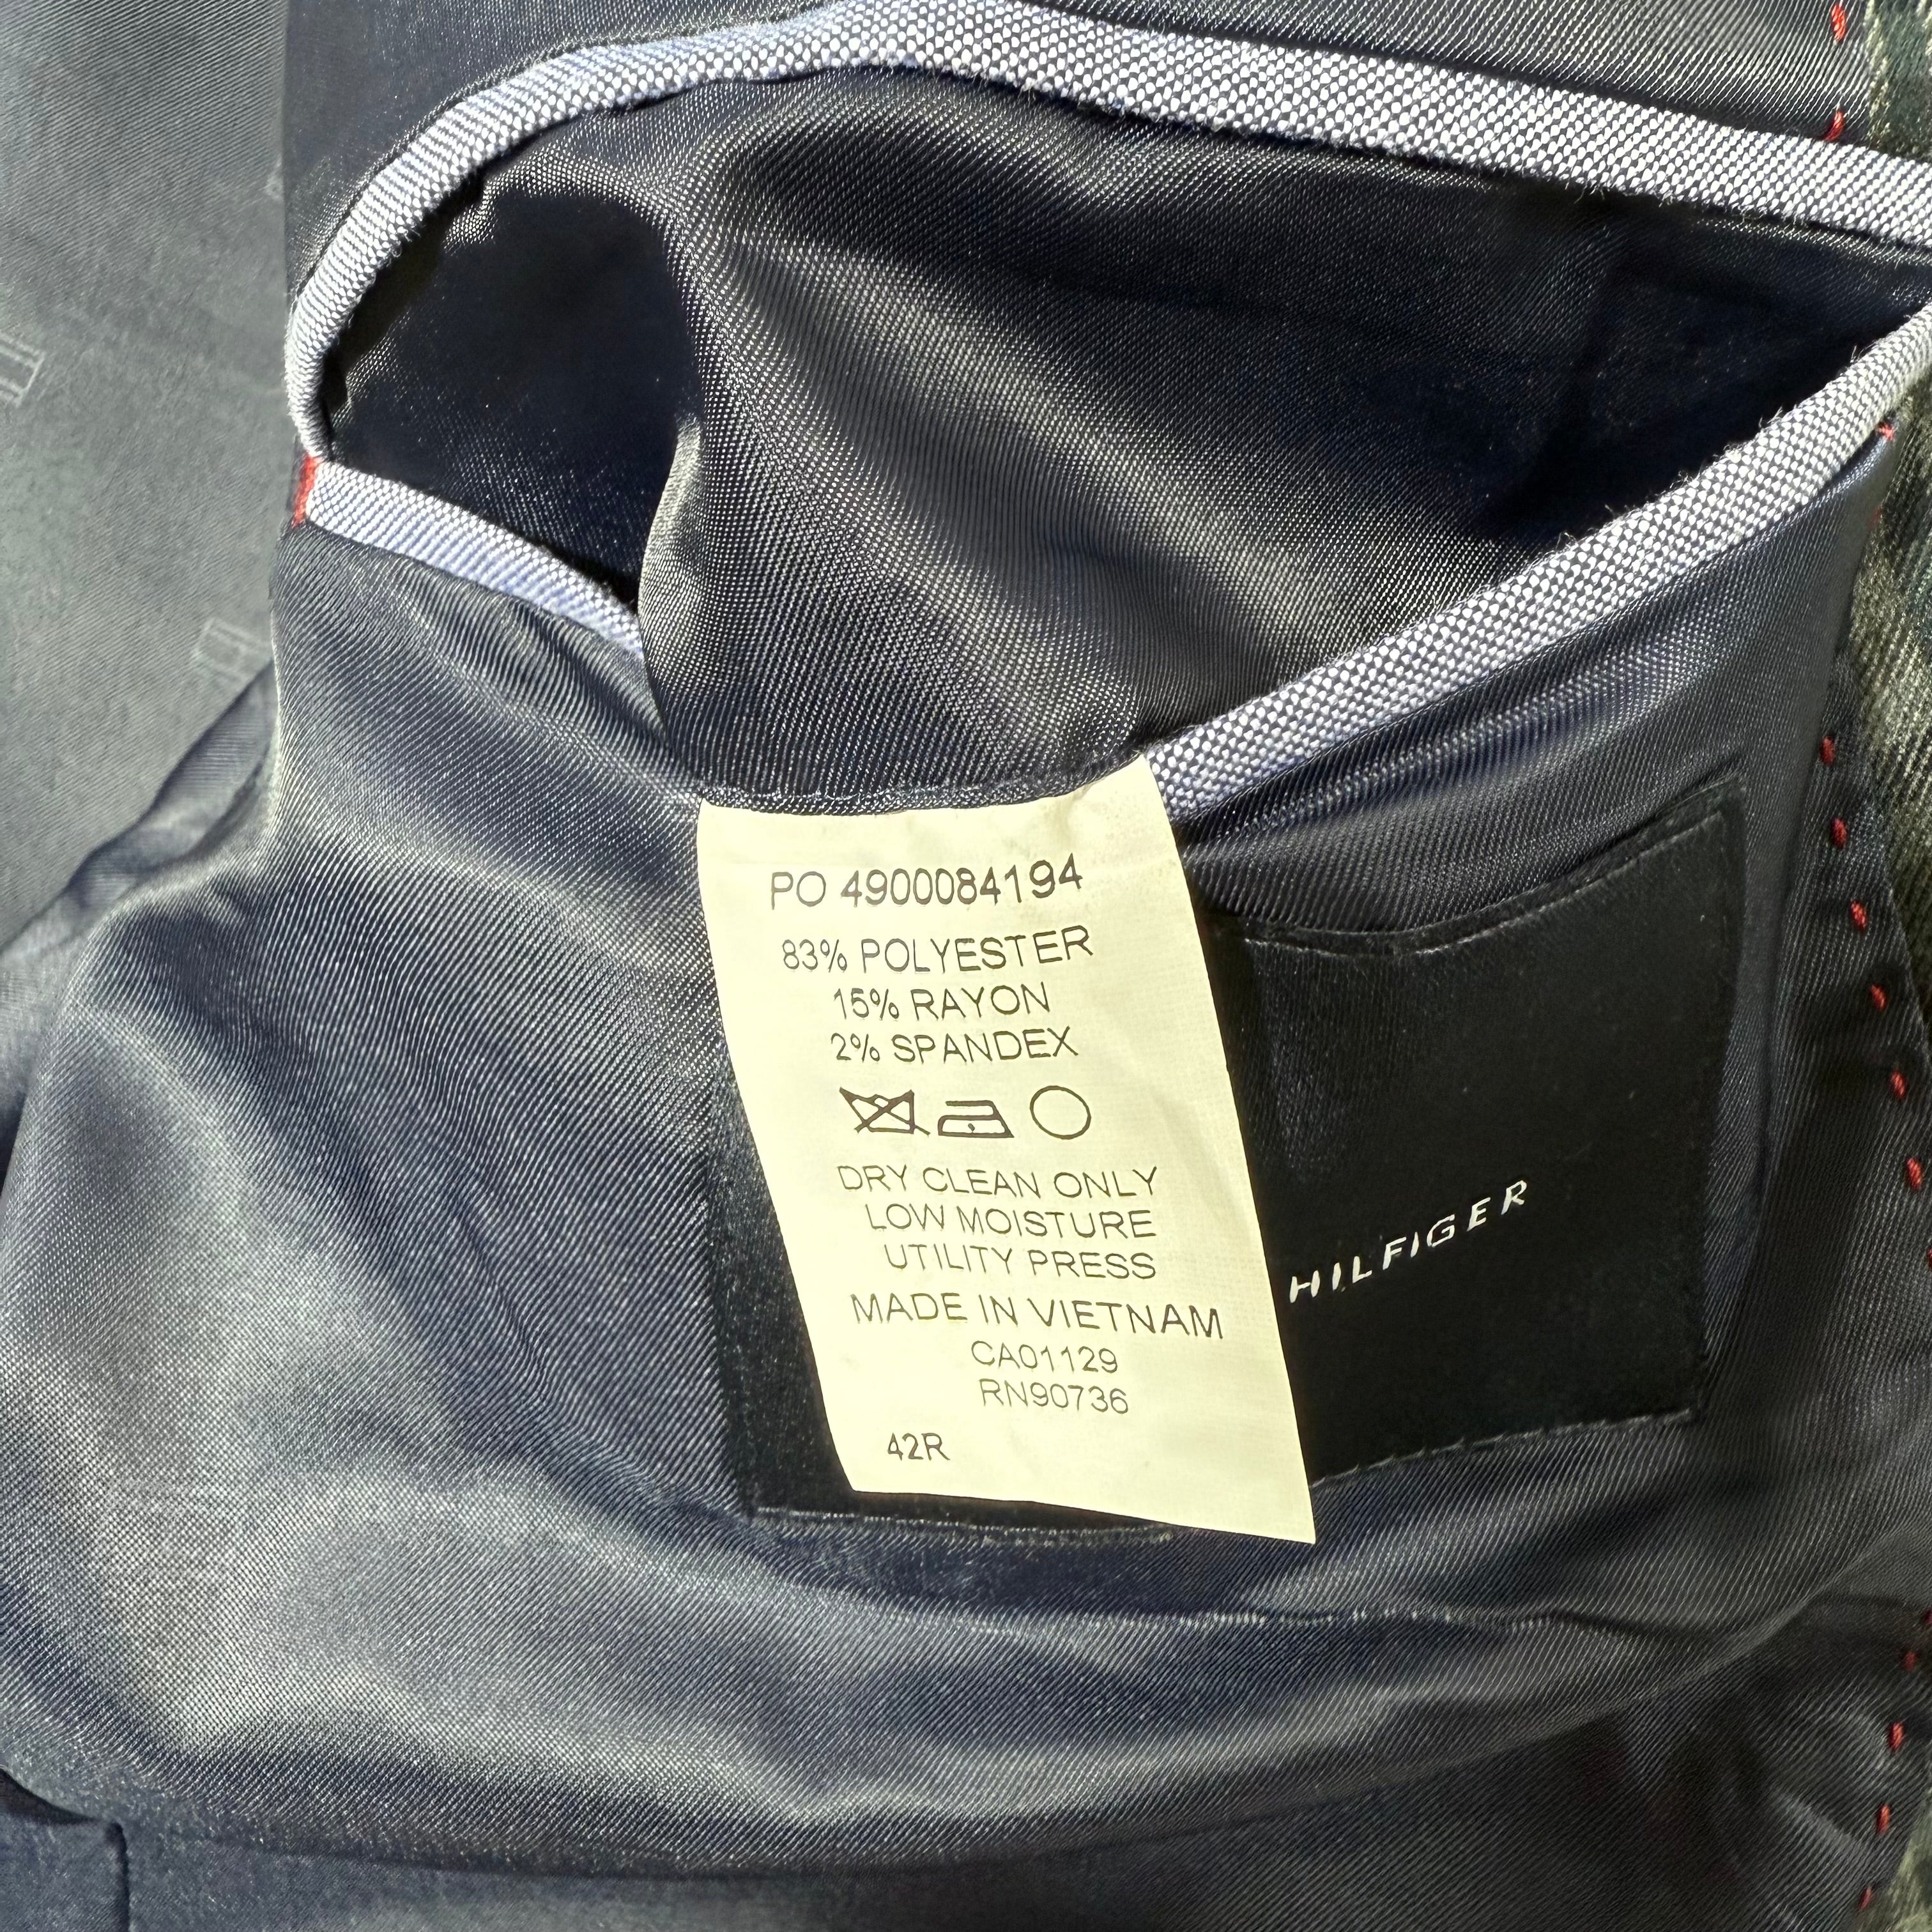 PO 4900084194
83% POLYESTER
15% RAYON
2% SPANDEX
DRY CLEAN ONLY
LOW MOISTURE
UTILITY PRESS
MADE IN VIETNAM
CA01129
RN90736
42R
HILFIGER